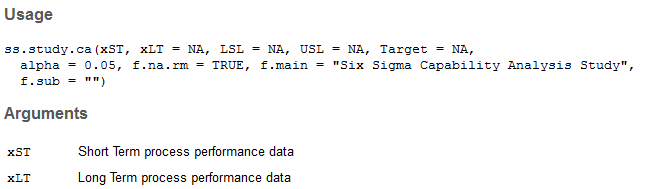 Usage
ss.study.ca(xST, xLT = NA, LSL = NA, USL = NA, Target = NA,
alpha = 0.05, f.na.rm = TRUE, f.main = "Six Sigma Capability Analysis Study",
f.sub = "")
Arguments
xST Short Term process performance data
xLT Long Term process performance data